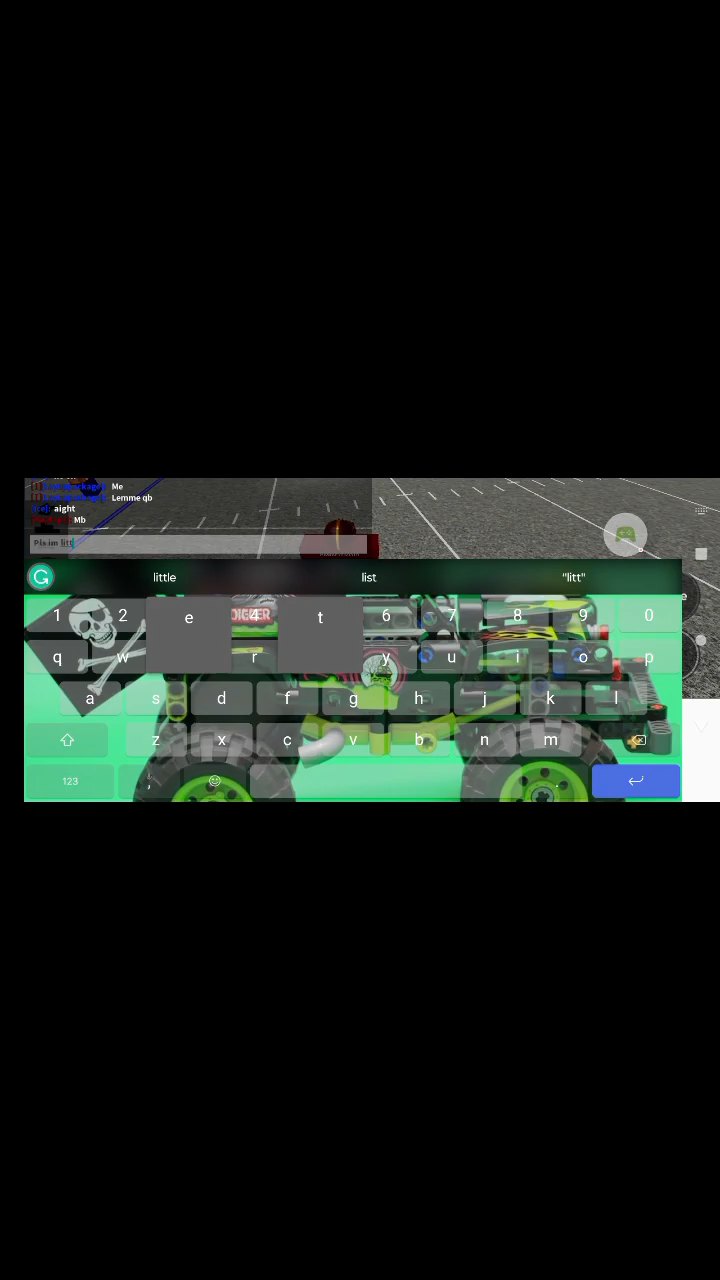 Me
Lemme qb
aight
Mb
Pls im litt
little list "litt"
1 2 e 4 t 6 7 8 9 0
DIGGER
q w r y u i o p
e
a s d f g h j k l
z x c v b n m
123 , .